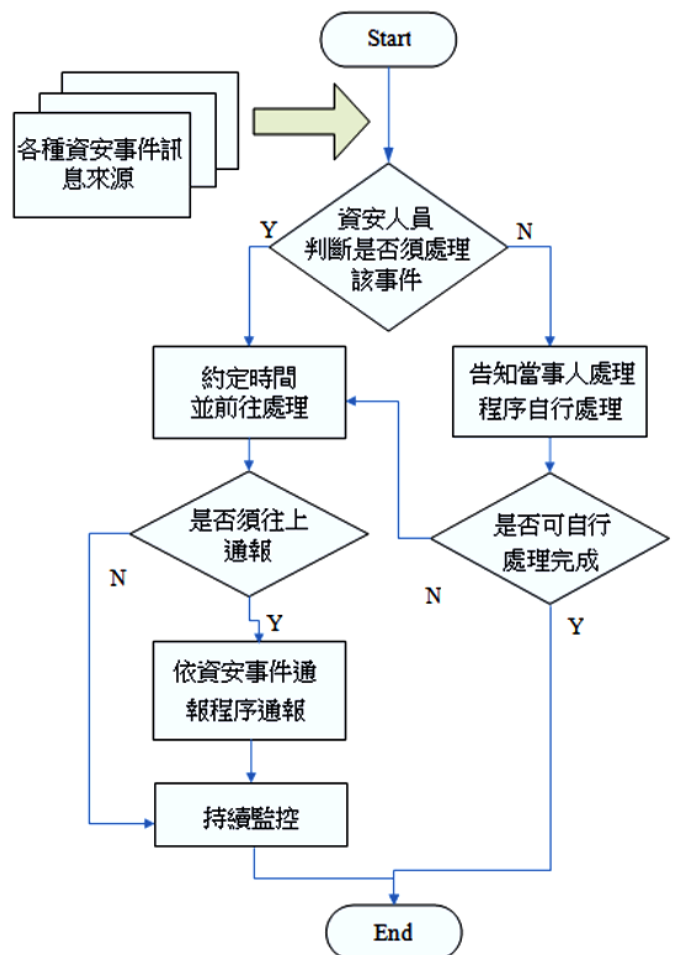 Start
各種資安事件訊
息來源
資安人員
判斷是否須處理
該事件
Y
N
約定時間
並前往處理
告知當事人處理
程序自行處理
是否須往上
通報
是否可自行
處理完成
N
N
Y
Y
依資安事件通
報程序通報
持續監控
End